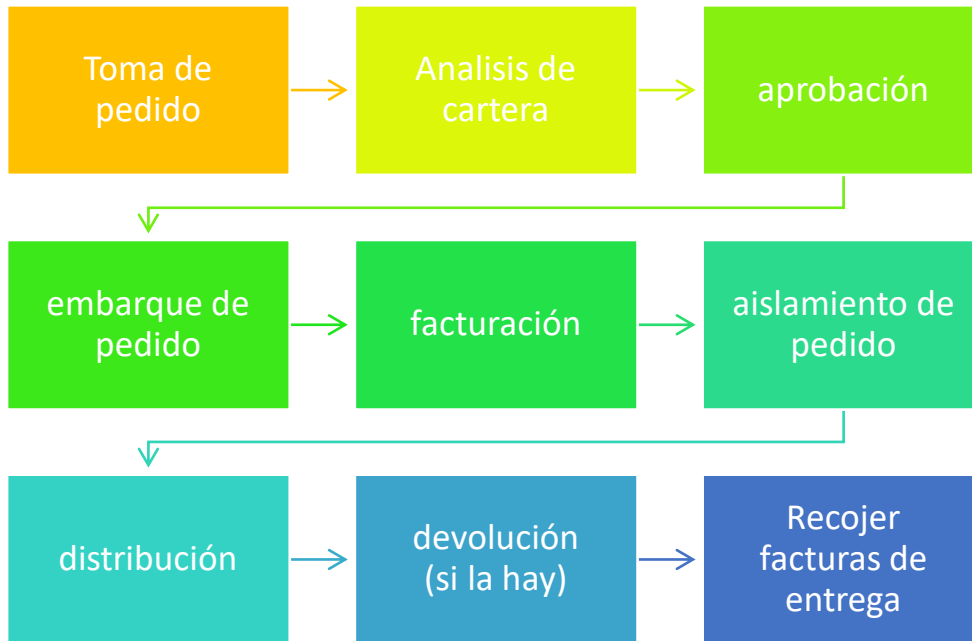 Toma de
pedido
Analisis de
cartera
aprobación
embarque de
pedido
facturación
aislamiento de
pedido
distribución
devolución
(si la hay)
Recojer
facturas de
entrega